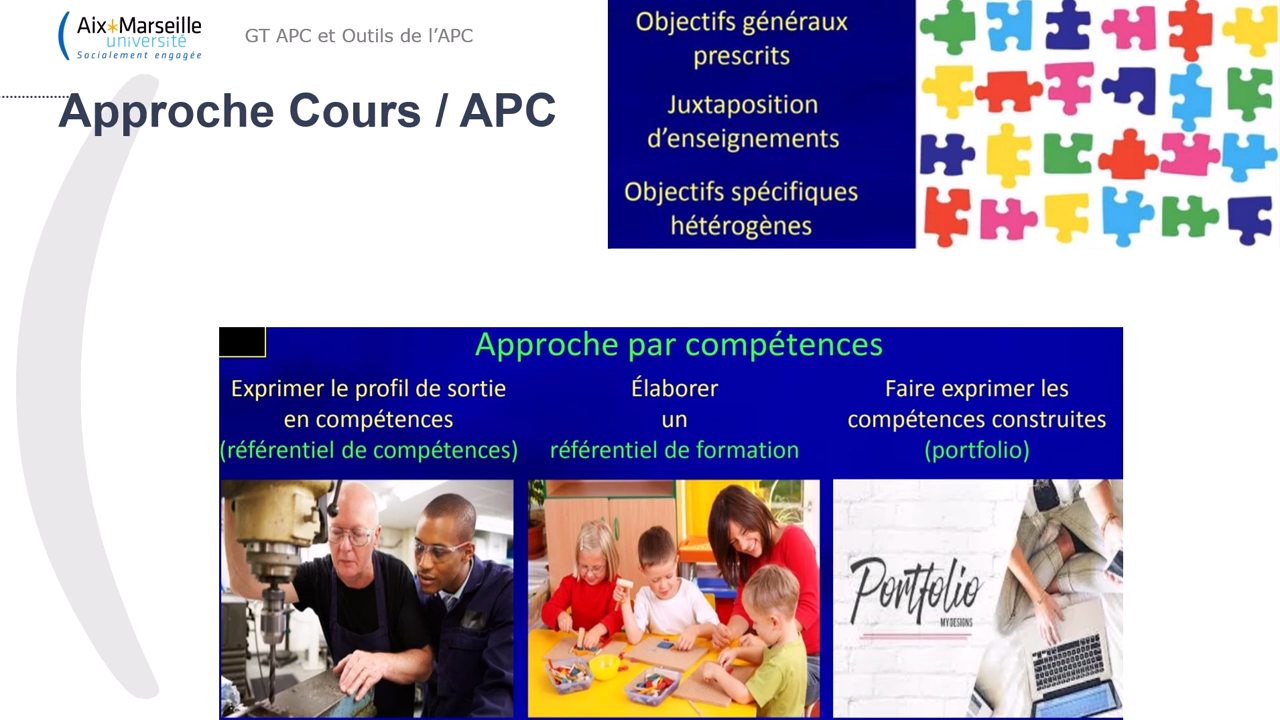 Aix*Marseille
université
Socialement engagée
GT APC et Outils de l’APC
Approche Cours / APC
Objectifs généraux
prescrits
Juxtaposition
d’enseignements
Objectifs spécifiques
hétérogènes
Approche par compétences
Exprimer le profil de sortie
en compétences
(référentiel de compétences)
Élaborer
un
référentiel de formation
Faire exprimer les
compétences construites
(portfolio)
Portfolio
MY DESIGNS